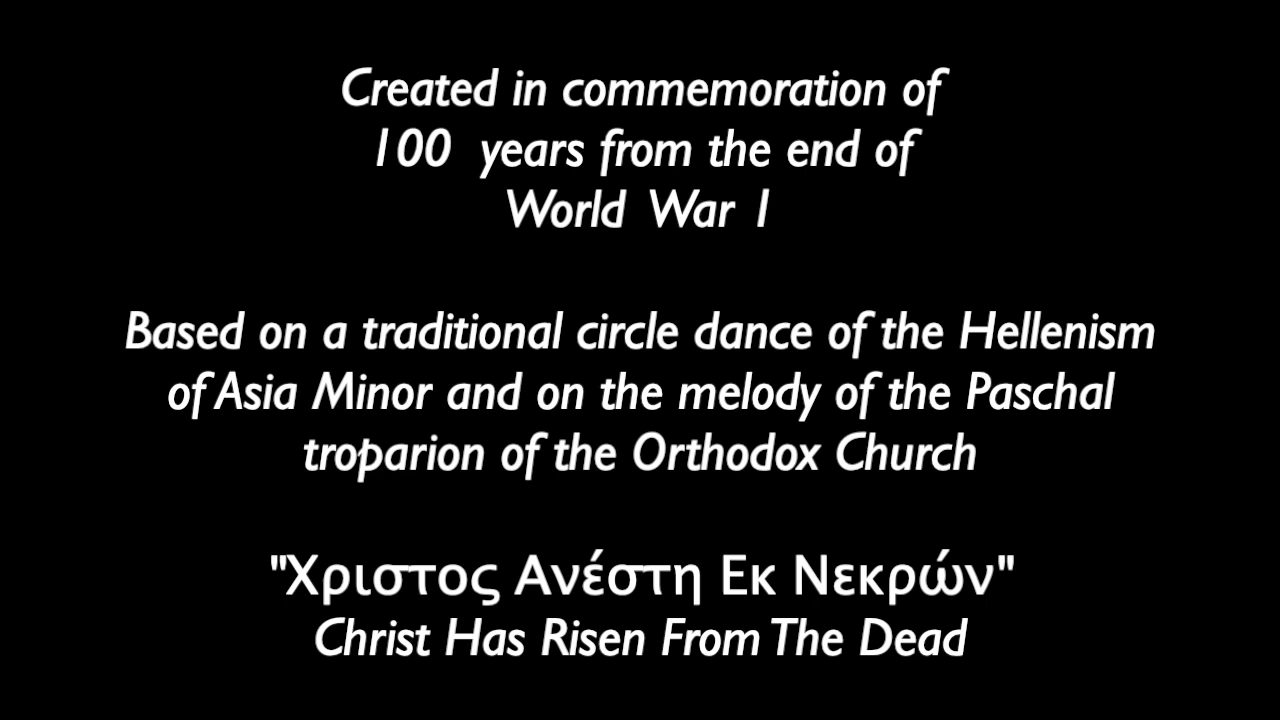 Created in commemoration of
100 years from the end of
World War 1
Based on a traditional circle dance of the Hellenism
of Asia Minor and on the melody of the Paschal
troparion of the Orthodox Church
"Χριστος Ανέστη Εκ Νεκρών"
Christ Has Risen From The Dead